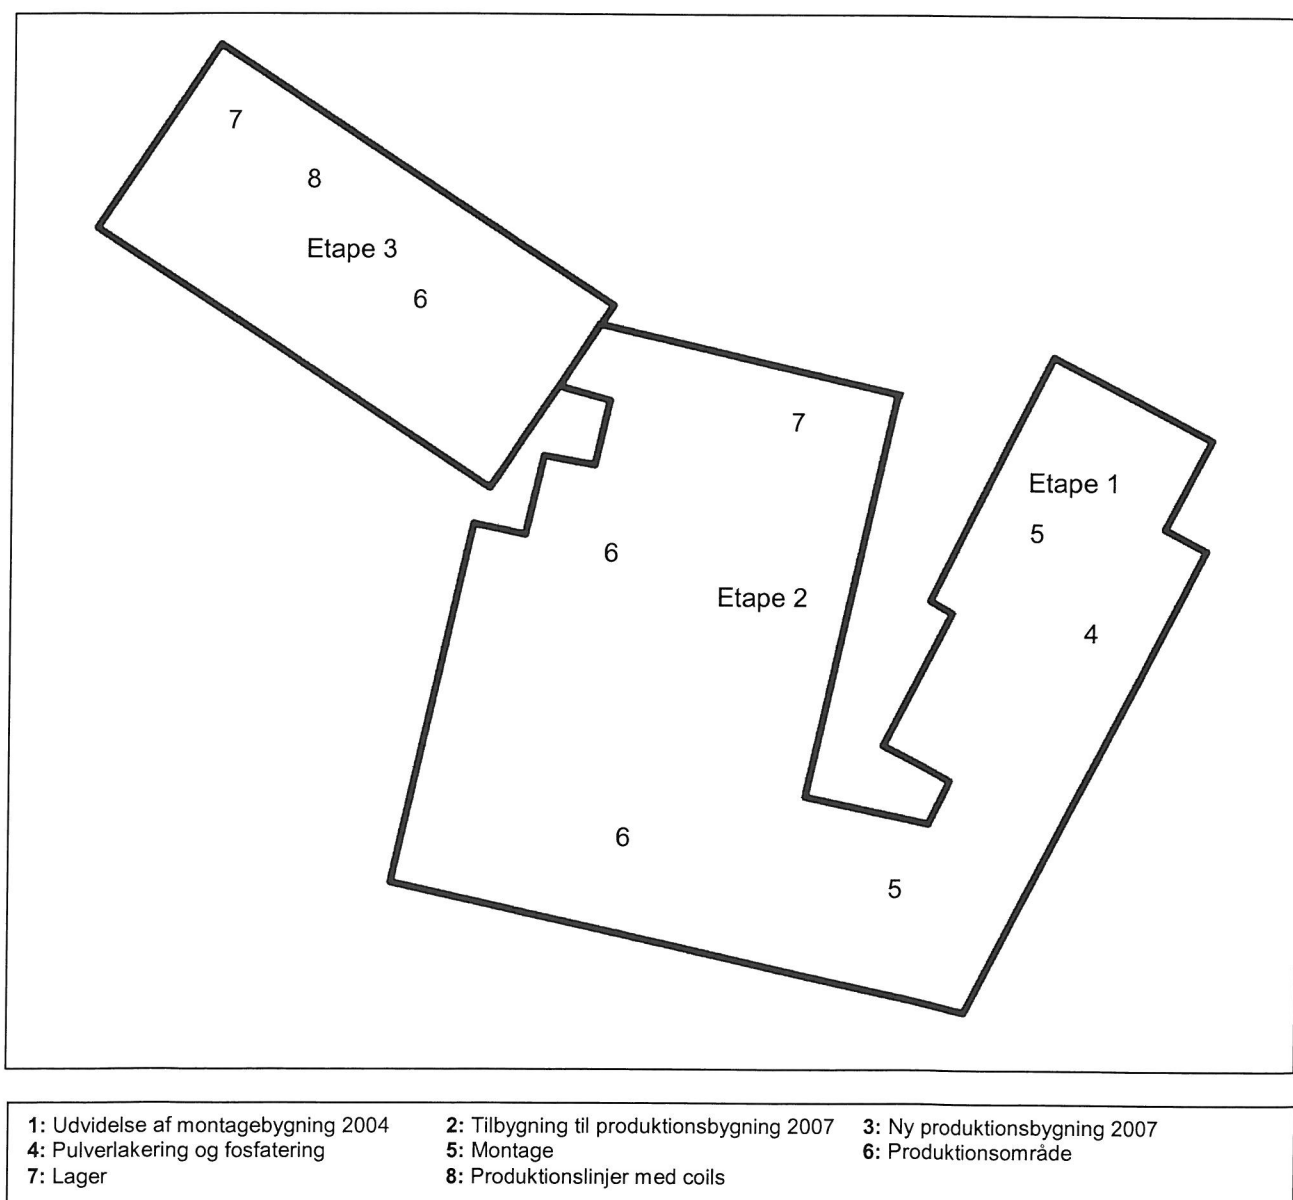 7
8
Etape 3
6
7
Etape 1
5
6
Etape 2
4
6
5
1: Udvidelse af montagebygning 2004 2: Tilbygning til produktionsbygning 2007 3: Ny produktionsbygning 2007
4: Pulverlakering og fosfatering 5: Montage 6: Produktionsområde
7: Lager 8: Produktionslinjer med coils